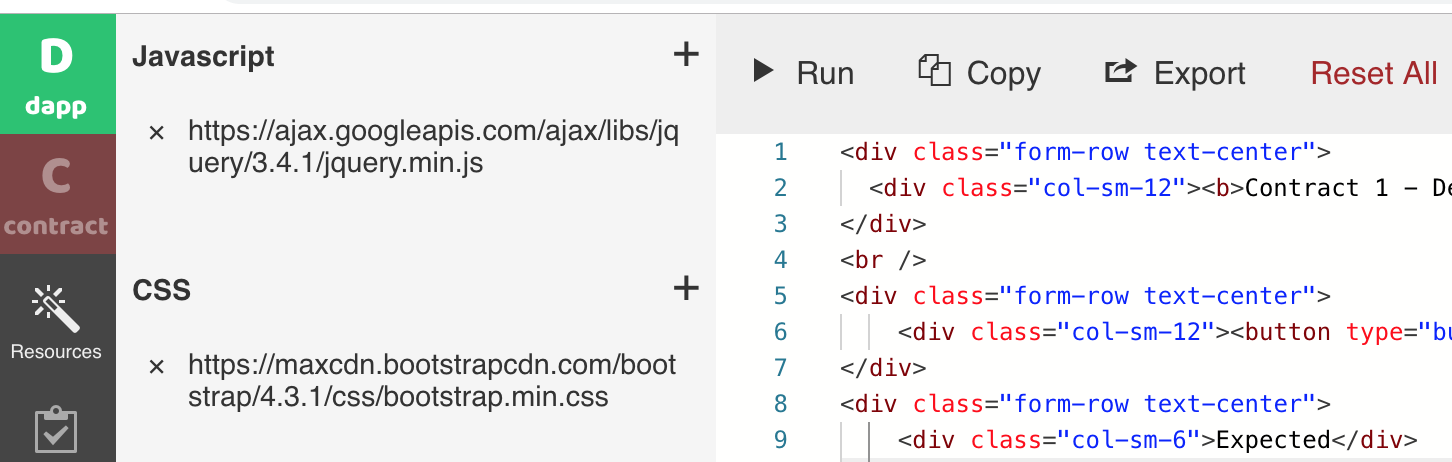 D
dapp
C
contract
Resources
Javascript +
× https://ajax.googleapis.com/ajax/libs/jq
uery/3.4.1/jquery.min.js
CSS +
× https://maxcdn.bootstrapcdn.com/boot
strap/4.3.1/css/bootstrap.min.css
Run Copy Export Reset All
1 <div class="form-row text-center">
2 <div class="col-sm-12"><b>Contract 1 – De
3 </div>
4 <br />
5 <div class="form-row text-center">
6 <div class="col-sm-12"><button type="bu
7 </div>
8 <div class="form-row text-center">
9 <div class="col-sm-6">Expected</div>